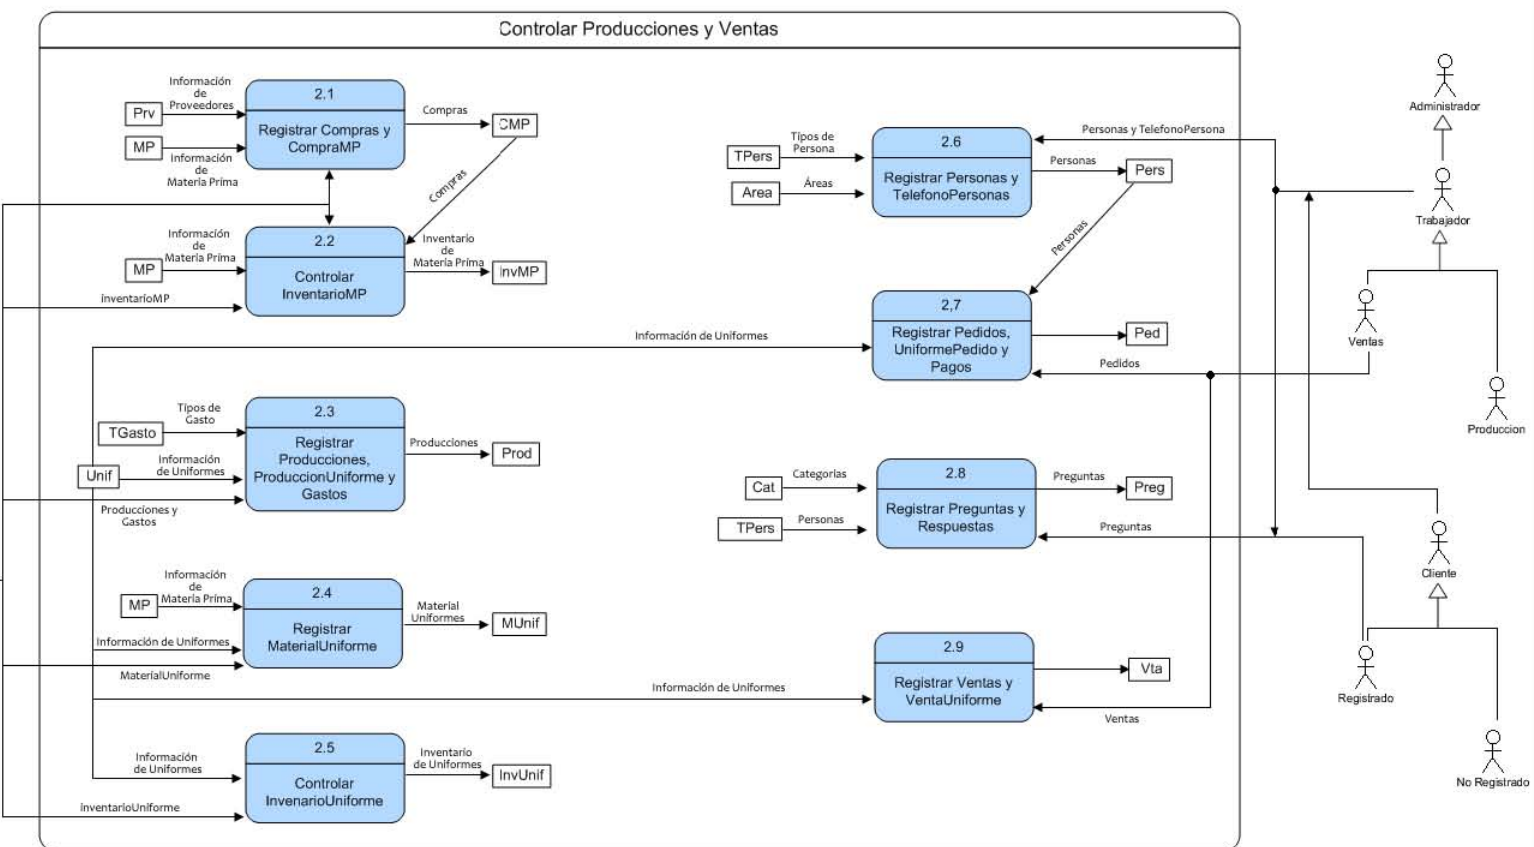 Controlar Producciones y Ventas
Información
de
Proveedores
Prv
MP
Información
de
Materia Prima
2.1
Registrar Compras y
CompraMP
Compras
CMP
Compras
Información
de
Materia Prima
MP
inventarioMP
2.2
Controlar
InventarioMP
Inventario
de
Materia Prima
InvMP
Información de Uniformes
Tipos de
Gasto
TGasto
Información
de Uniformes
Unif
Producciones y
Gastos
2.3
Registrar
Producciones,
ProduccionUniforme y
Gastos
Producciones
Prod
Información
de
Materia Prima
MP
Información de Uniformes
MaterialUniforme
2.4
Registrar
MaterialUniforme
Material
Uniformes
MUnif
Información de Uniformes
Información
de Uniformes
inventarioUniforme
2.5
Controlar
InvenarioUniforme
Inventario
de Uniformes
InvUnif
Tipos de
Persona
TPers
Area
Áreas
2.6
Registrar Personas y
TelefonoPersonas
Personas y TelefonoPersona
Personas
Pers
Personas
2,7
Registrar Pedidos,
UniformePedido y
Pagos
Ped
Pedidos
Categorías
Cat
TPers
Personas
2.8
Registrar Preguntas y
Respuestas
Preguntas
Preg
Preguntas
2.9
Registrar Ventas y
VentaUniforme
Vta
Ventas
Administrador
Trabajador
Ventas
Produccion
Cliente
Registrado
No Registrado